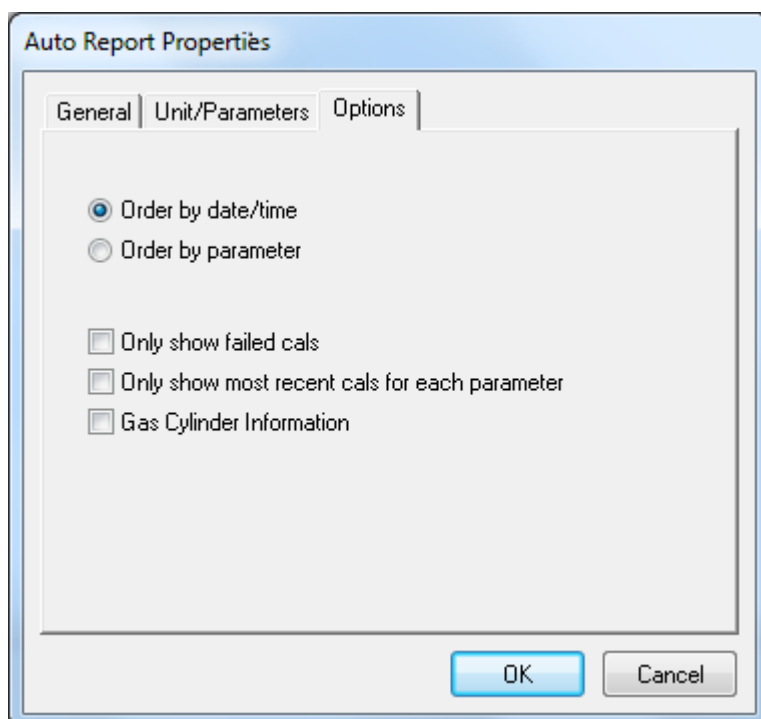 Auto Report Properties
General Unit/Parameters Options
Order by date/time
Order by parameter
Only show failed cals
Only show most recent cals for each parameter
Gas Cylinder Information
OK Cancel